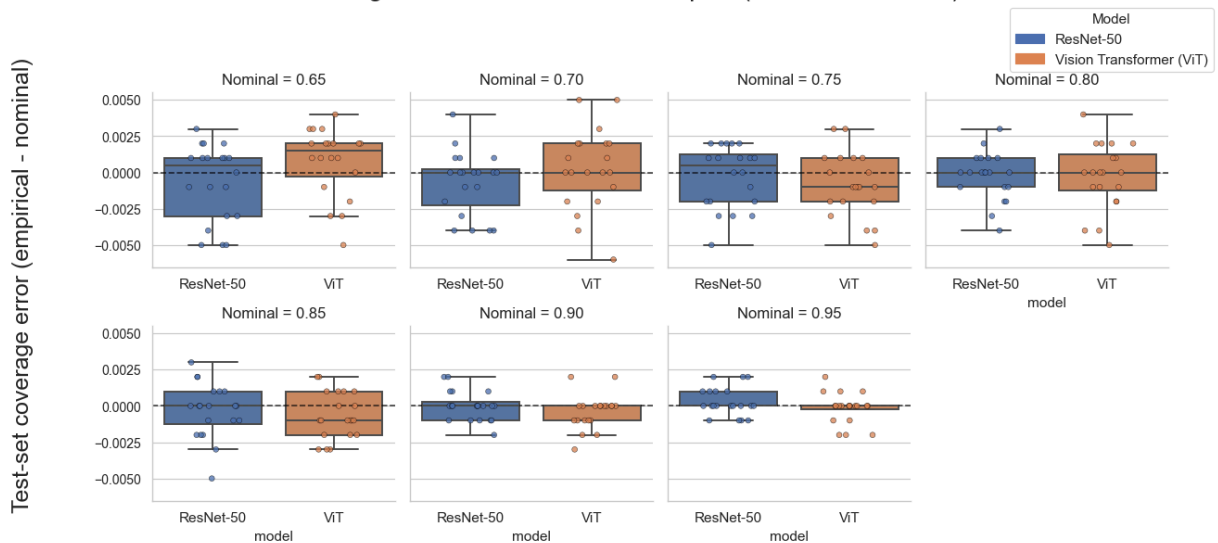 Model
ResNet-50
Vision Transformer (ViT)
Test-set coverage error (empirical - nominal)
Nominal = 0.65
Nominal = 0.70
Nominal = 0.75
Nominal = 0.80
0.0050
0.0025
0.0000
−0.0025
−0.0050
ResNet-50
ViT
ResNet-50
ViT
ResNet-50
ViT
ResNet-50
ViT
model
Nominal = 0.85
Nominal = 0.90
Nominal = 0.95
0.0050
0.0025
0.0000
−0.0025
−0.0050
ResNet-50
ViT
model
ResNet-50
ViT
model
ResNet-50
ViT
model